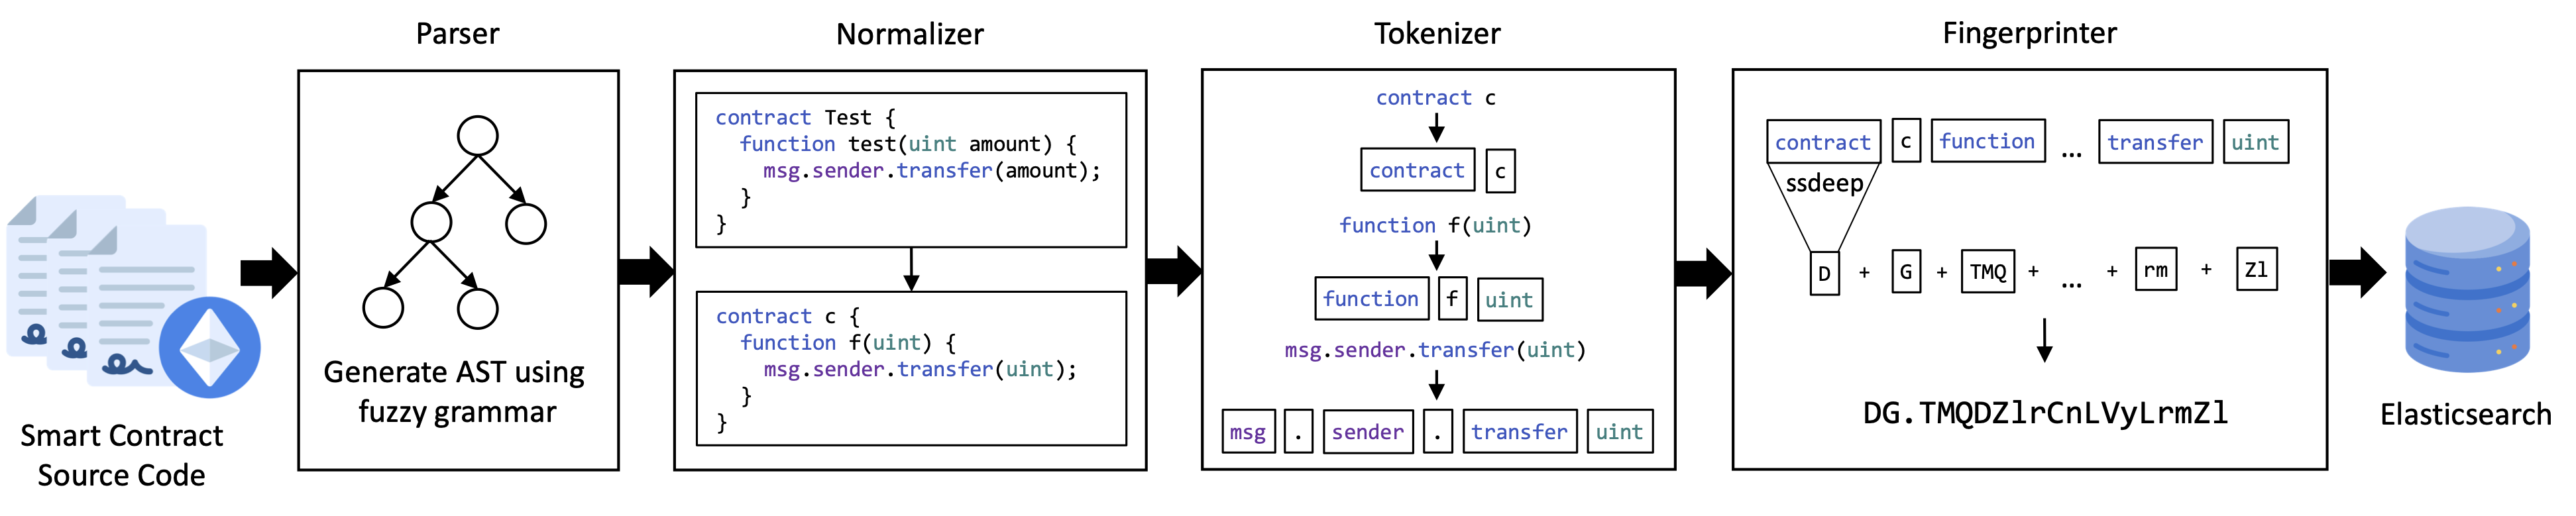 Parser
Normalizer
Tokenizer
Fingerprinter
Smart Contract
Source Code
Generate AST using
fuzzy grammar
contract Test {
function test(uint amount) {
msg.sender.transfer(amount);
}
}
contract c {
function f(uint) {
msg.sender.transfer(uint);
}
}
contract c
contract c
function f(uint)
function f uint
msg.sender.transfer(uint)
msg . sender . transfer uint
contract c function ... transfer uint
ssdeep
D + G + TMQ + ... + rm + Zl
DG.TMQDZlrCnLVyLrmZl
Elasticsearch